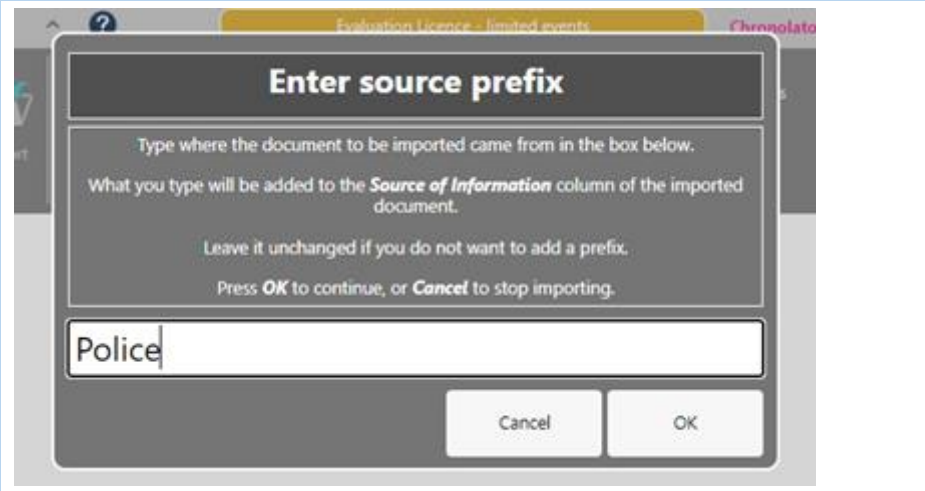 Evaluation Licence - limited events
Chronolato
Enter source prefix
Type where the document to be imported came from in the box below.
What you type will be added to the Source of Information column of the imported
document.
Leave it unchanged if you do not want to add a prefix.
Press OK to continue, or Cancel to stop importing.
Police
Cancel
OK